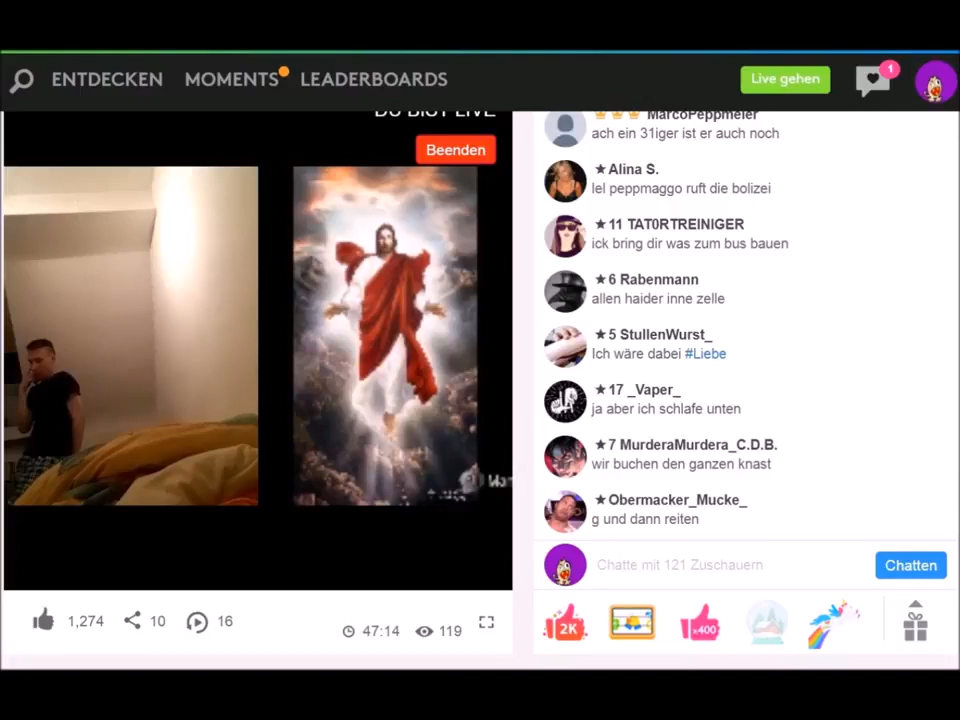 ENTDECKEN MOMENTS LEADERBOARDS Live gehen 1
DU BIST LIVE
Beenden
MarcoPeppmeier
ach ein 31iger ist er auch noch
★Alina S.
lel peppmaggo ruft die bolizei
★11 TAT0RTREINIGER
ick bring dir was zum bus bauen
★6 Rabenmann
allen haider inne zelle
★5 StullenWurst_
Ich wäre dabei #Liebe
★17 _Vaper_
ja aber ich schlafe unten
★7 MurderaMurdera_C.D.B.
wir buchen den ganzen knast
★Obermacker_Mucke_
g und dann reiten
Chatte mit 121 Zuschauern Chatten
1,274 10 16 47:14 119
2K x400